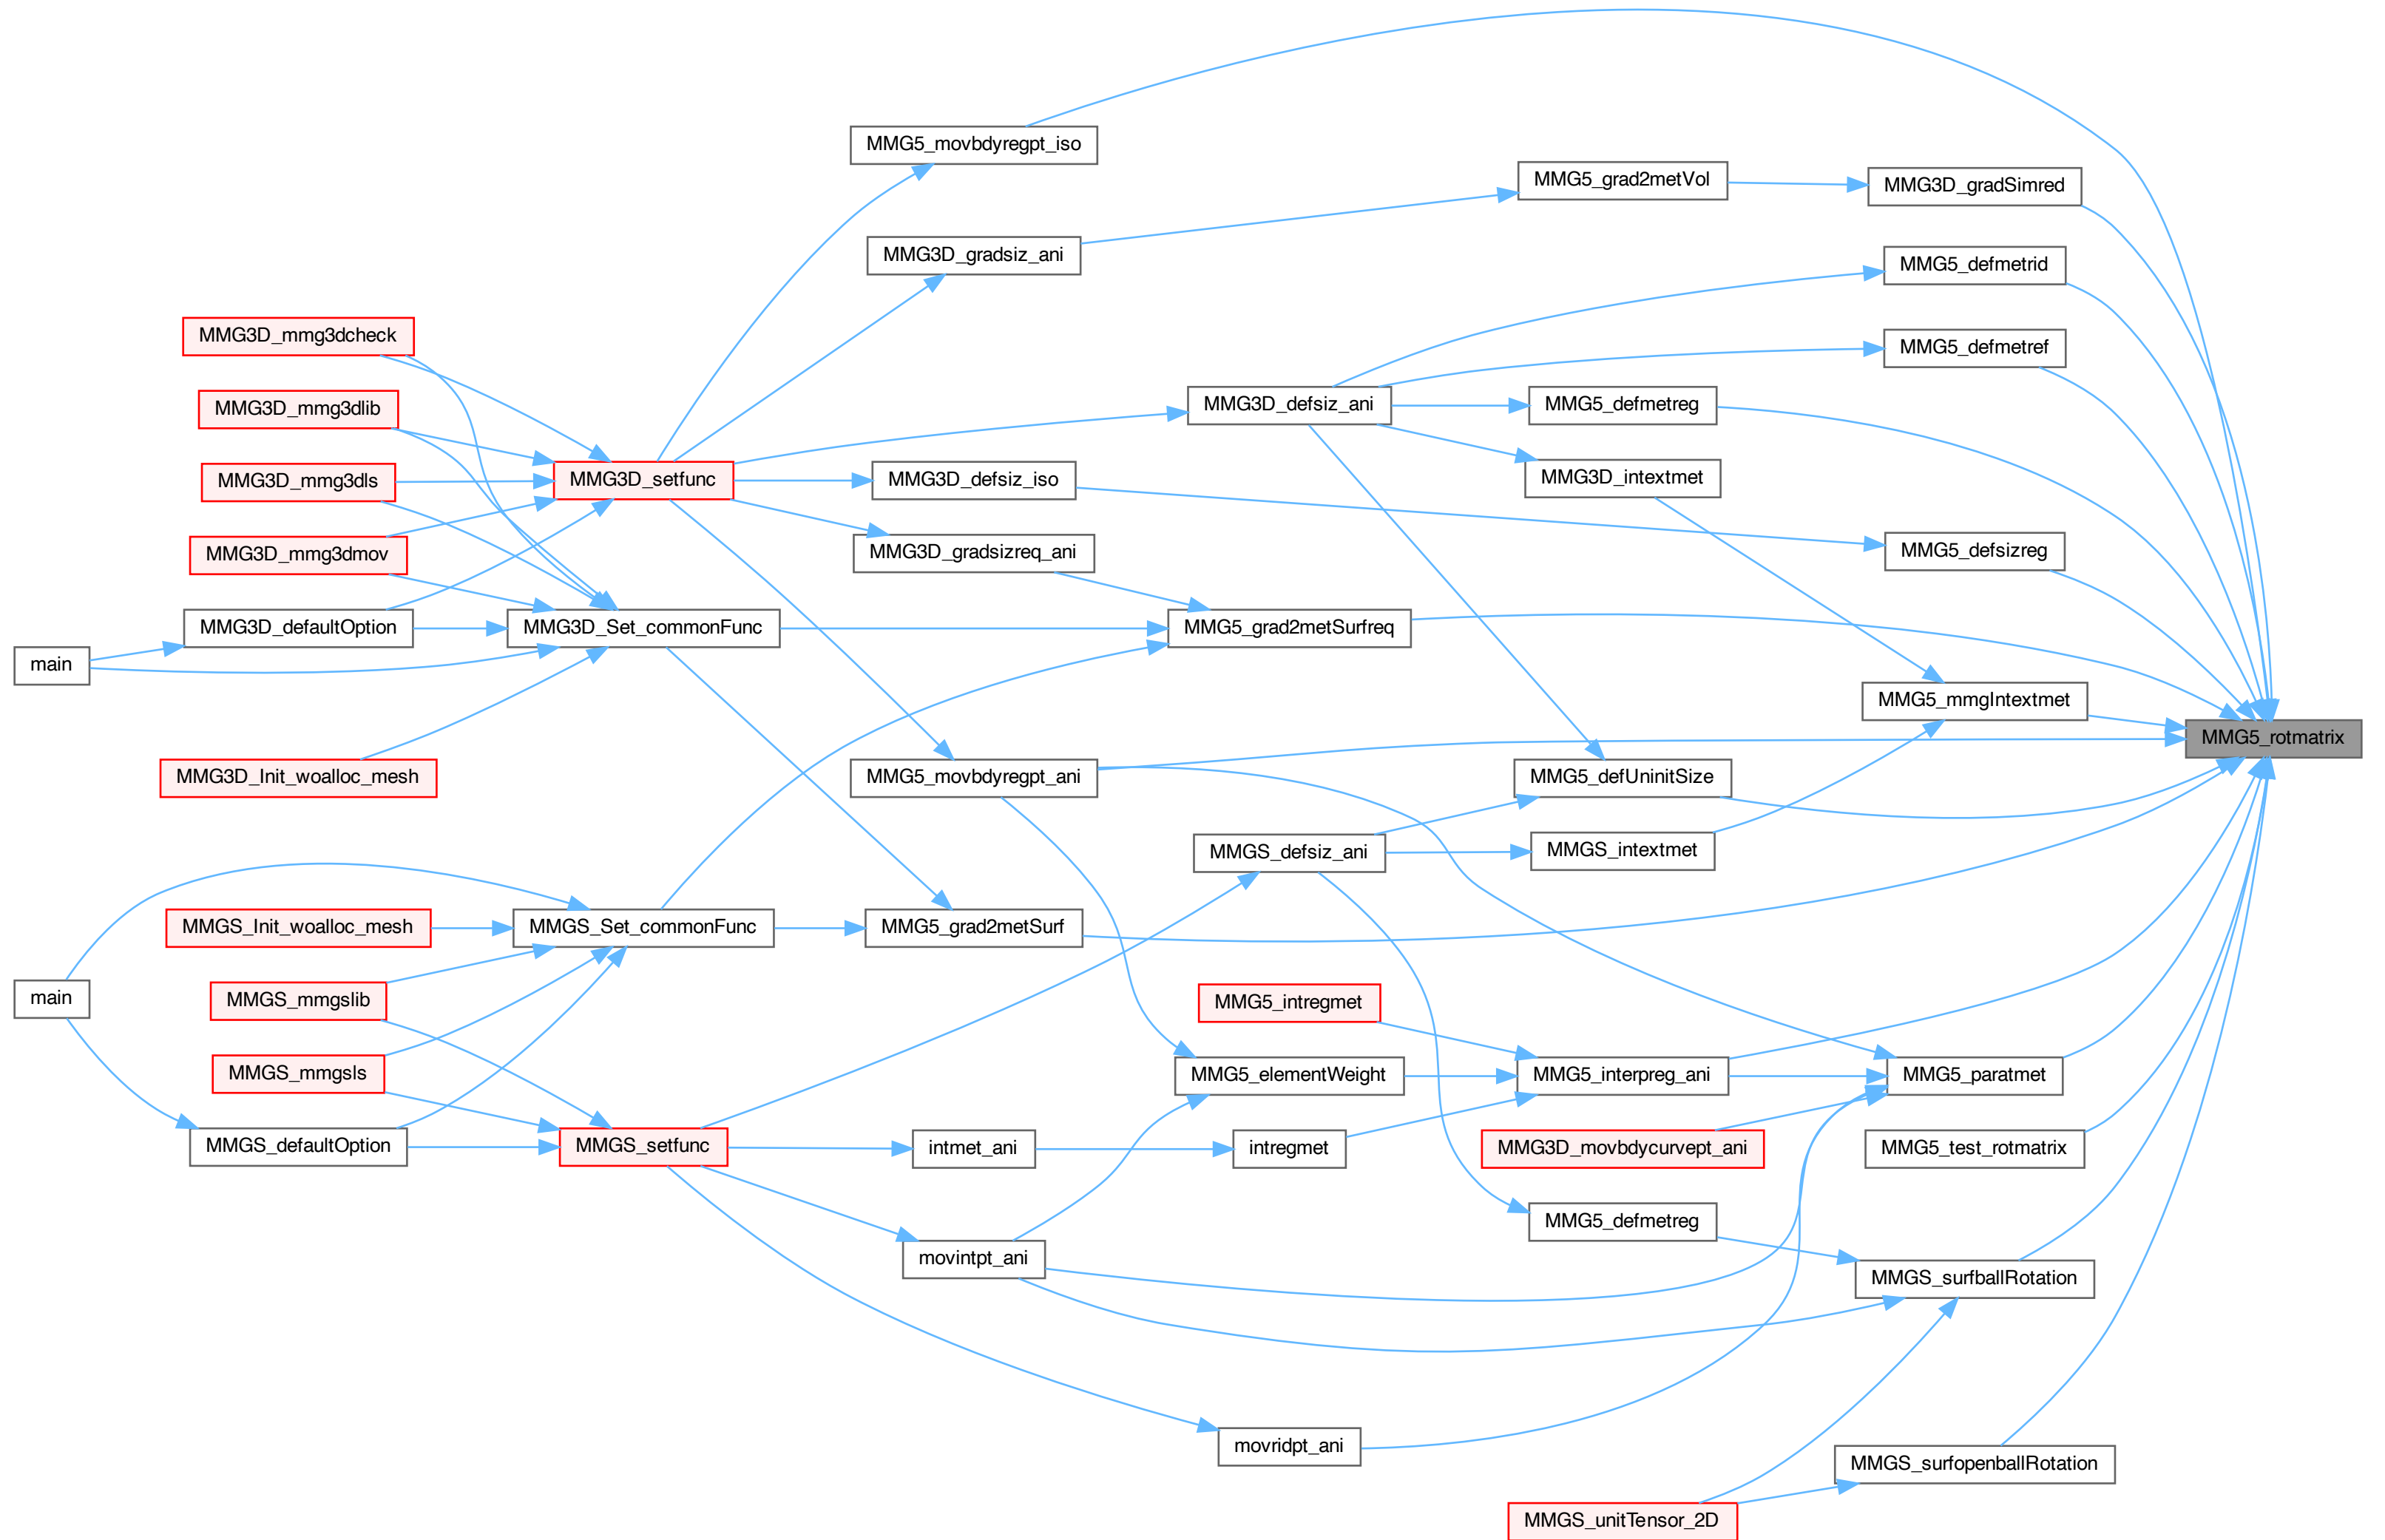 MMG5_movbdyregpt_iso
MMG5_grad2metVol
MMG3D_gradSimred
MMG3D_gradsiz_ani
MMG5_defmetrid
MMG3D_mmg3dcheck
MMG5_defmetref
MMG3D_mmg3dlib
MMG3D_defsiz_ani
MMG5_defmetreg
MMG3D_mmg3dls
MMG3D_setfunc
MMG3D_defsiz_iso
MMG3D_intextmet
MMG3D_mmg3dmov
MMG3D_gradsizreq_ani
MMG5_defsizreg
MMG3D_defaultOption
MMG3D_Set_commonFunc
MMG5_grad2metSurfreq
main
MMG5_mmgIntextmet
MMG5_rotmatrix
MMG3D_Init_woalloc_mesh
MMG5_movbdyregpt_ani
MMG5_defUninitSize
MMGS_defsiz_ani
MMGS_intextmet
MMGS_Init_woalloc_mesh
MMGS_Set_commonFunc
MMG5_grad2metSurf
main
MMGS_mmgslib
MMG5_intregmet
MMGS_mmgsls
MMG5_elementWeight
MMG5_interpreg_ani
MMG5_paratmet
MMGS_defaultOption
MMGS_setfunc
intmet_ani
intregmet
MMG3D_movbdycurvept_ani
MMG5_test_rotmatrix
MMG5_defmetreg
movintpt_ani
MMGS_surfballRotation
movridpt_ani
MMGS_surfopenballRotation
MMGS_unitTensor_2D